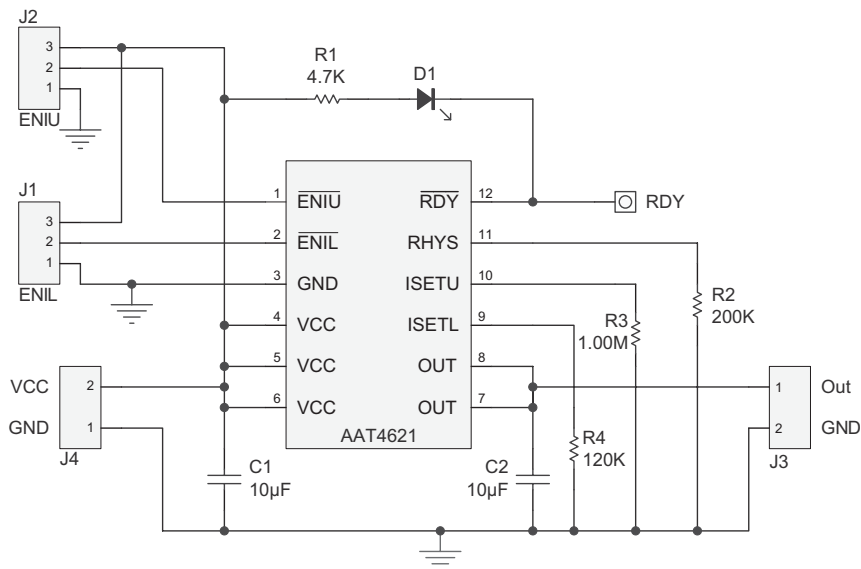 J2
3
2
1
ENIU
R1
4.7K
D1
J1
3
2
1
ENIL
1
ENIU
RDY
12
RDY
2
ENIL
RHYS
11
3
GND
ISETU
10
4
VCC
ISETL
9
5
VCC
OUT
8
6
VCC
OUT
7
AAT4621
R3
1.00M
R2
200K
R4
120K
VCC
2
GND
1
J4
C1
10µF
C2
10µF
1
Out
2
GND
J3